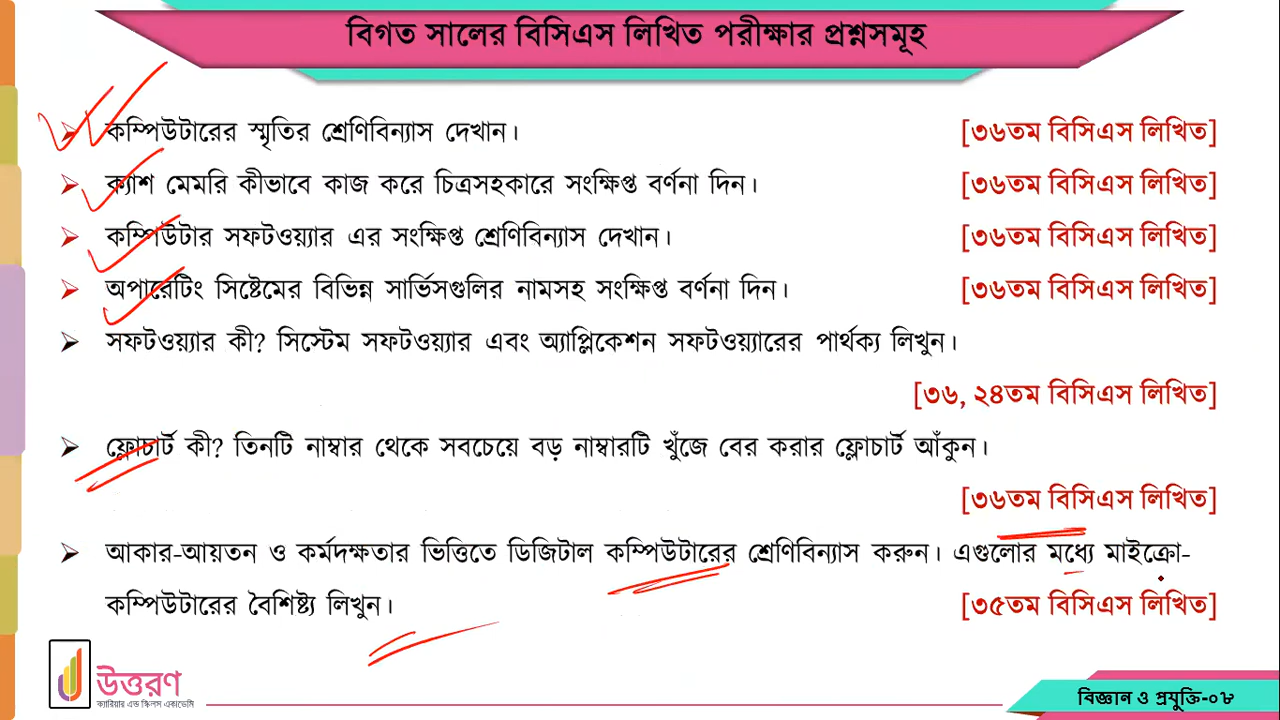 বিগত সালের বিসিএস লিখিত পরীক্ষার প্রশ্নসমূহ
➤ কম্পিউটারের স্মৃতির শ্রেণিবিন্যাস দেখান। [৩৬তম বিসিএস লিখিত]
➤ ক্যাশ মেমরি কীভাবে কাজ করে চিত্রসহকারে সংক্ষিপ্ত বর্ণনা দিন। [৩৬তম বিসিএস লিখিত]
➤ কম্পিউটার সফটওয়্যার এর সংক্ষিপ্ত শ্রেণিবিন্যাস দেখান। [৩৬তম বিসিএস লিখিত]
➤ অপারেটিং সিষ্টেমের বিভিন্ন সার্ভিসগুলির নামসহ সংক্ষিপ্ত বর্ণনা দিন। [৩৬তম বিসিএস লিখিত]
➤ সফটওয়্যার কী? সিস্টেম সফটওয়্যার এবং অ্যাপ্লিকেশন সফটওয়্যারের পার্থক্য লিখুন।
[৩৬, ২৪তম বিসিএস লিখিত]
➤ ফ্লোচার্ট কী? তিনটি নাম্বার থেকে সবচেয়ে বড় নাম্বারটি খুঁজে বের করার ফ্লোচার্ট আঁকুন।
[৩৬তম বিসিএস লিখিত]
➤ আকার-আয়তন ও কর্মদক্ষতার ভিত্তিতে ডিজিটাল কম্পিউটারের শ্রেণিবিন্যাস করুন। এগুলোর মধ্যে মাইক্রো-
কম্পিউটারের বৈশিষ্ট্য লিখুন। [৩৫তম বিসিএস লিখিত]
উত্তরণ
ক্যারিয়ার এন্ড স্কিলস একাডেমি
বিজ্ঞান ও প্রযুক্তি-০৮